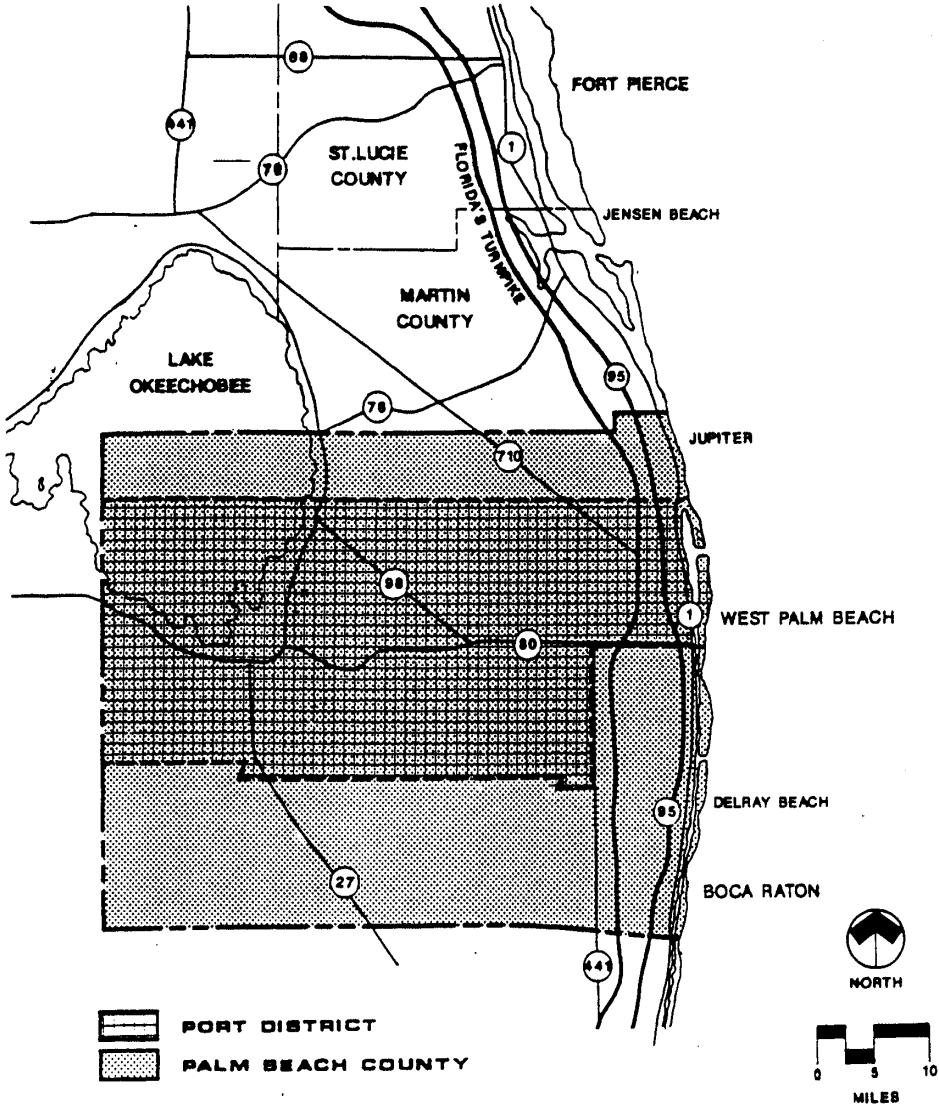 68
FORT PIERCE
441
1
ST. LUCIE
COUNTY
76
FLORIDA'S TURNPIKE
JENSEN BEACH
MARTIN
COUNTY
LAKE
OKEECHOBEE
95
76
JUPITER
710
8
98
1
WEST PALM BEACH
80
DELRAY BEACH
95
27
BOCA RATON
441
NORTH
PORT DISTRICT
PALM BEACH COUNTY
0 5 10
MILES